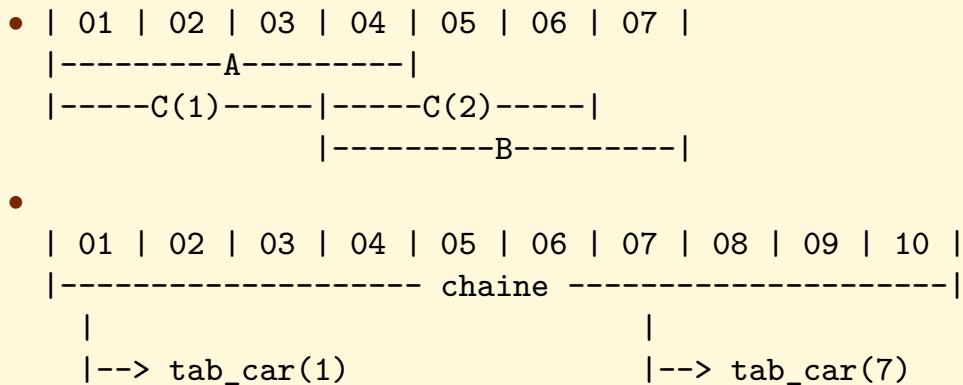 • | 01 | 02 | 03 | 04 | 05 | 06 | 07 |
  |---------A---------|
  |-----C(1)-----|-----C(2)-----|
                 |---------B---------|
•
  | 01 | 02 | 03 | 04 | 05 | 06 | 07 | 08 | 09 | 10 |
  |-------------------- chaine ---------------------|
    |                             |
    |--> tab_car(1)               |--> tab_car(7)